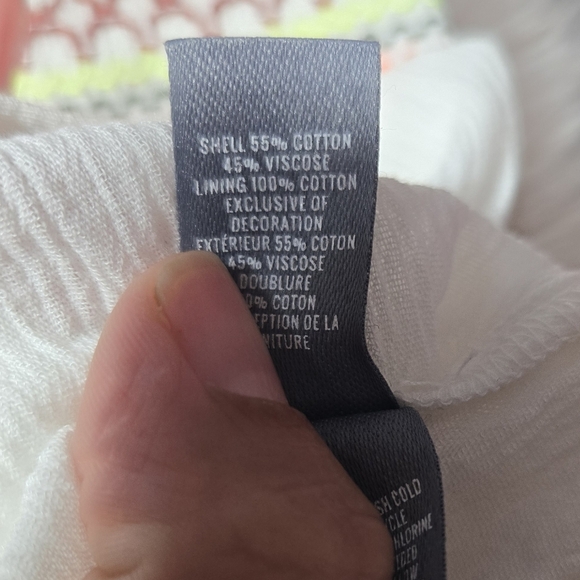 SHELL 55% COTTON
45% VISCOSE
LINING 100% COTTON
EXCLUSIVE OF
DECORATION
EXTÉRIEUR 55% COTON
45% VISCOSE
DOUBLURE
COTON
DE LA
COLD